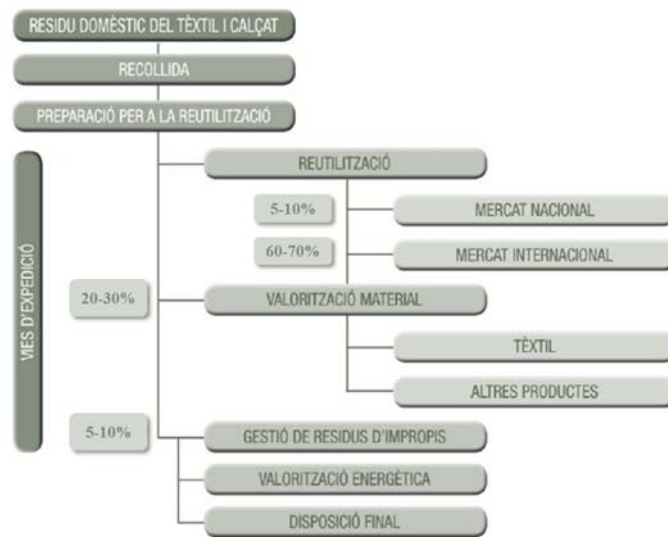 RESIDU DOMÈSTIC DEL TÈXTIL I CALÇAT
RECOLLIDA
PREPARACIÓ PER A LA REUTILITZACIÓ
VIES D'EXPEDICIÓ
REUTILITZACIÓ
5-10%
MERCAT NACIONAL
60-70%
MERCAT INTERNACIONAL
20-30%
VALORITZACIÓ MATERIAL
TÈXTIL
ALTRES PRODUCTES
5-10%
GESTIÓ DE RESIDUS D'IMPROPIS
VALORITZACIÓ ENERGÈTICA
DISPOSICIÓ FINAL